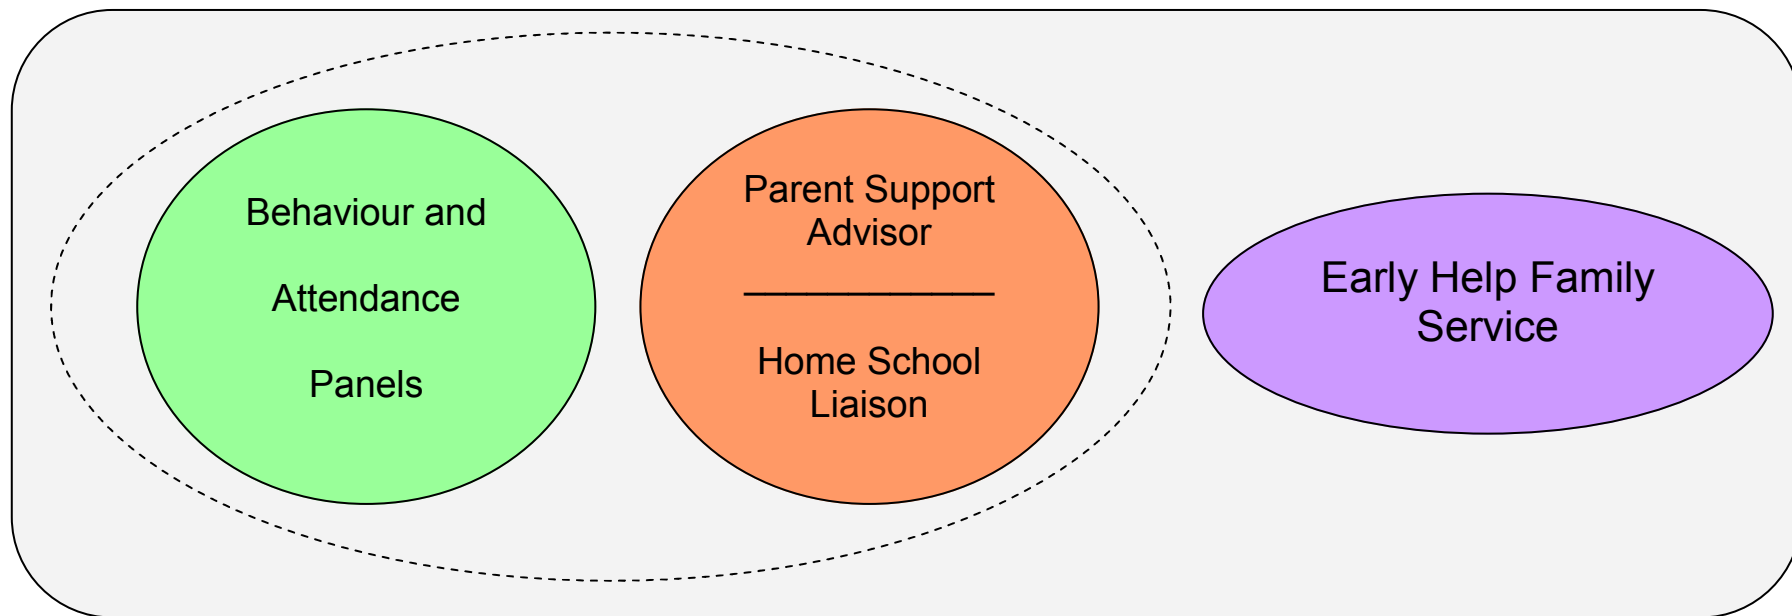 Behaviour and
Attendance
Panels
Parent Support
Advisor
Home School
Liaison
Early Help Family
Service